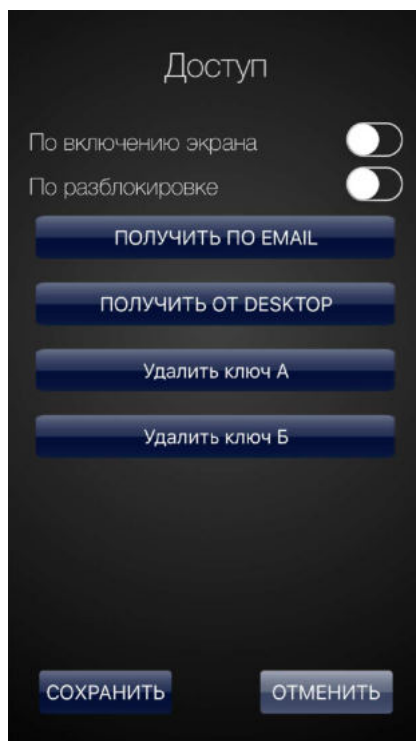 Доступ
По включению экрана
По разблокировке
ПОЛУЧИТЬ ПО EMAIL
ПОЛУЧИТЬ ОТ DESKTOP
Удалить ключ А
Удалить ключ Б
СОХРАНИТЬ
ОТМЕНИТЬ